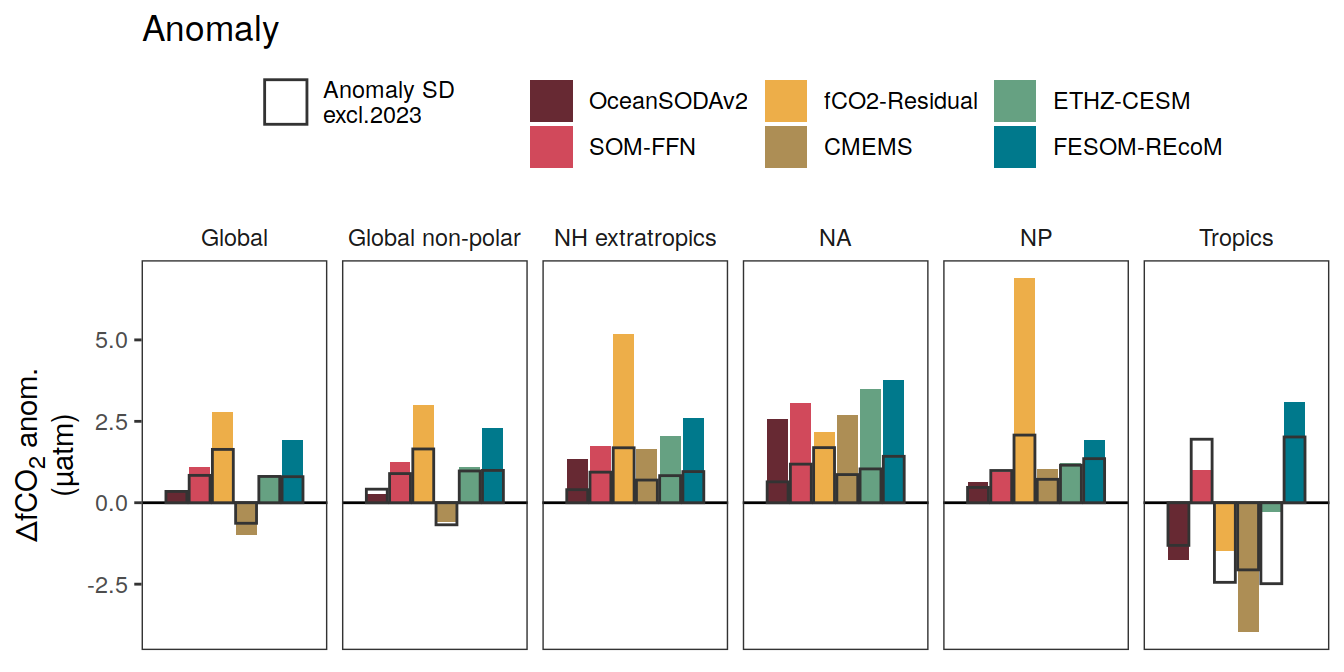 Anomaly
Anomaly SD
excl.2023
OceanSODAv2
fCO2-Residual
ETHZ-CESM
SOM-FFN
CMEMS
FESOM-REcoM
Global
Global non-polar
NH extratropics
NA
NP
Tropics
5.0
2.5
0.0
-2.5
ΔfCO₂ anom.
(µatm)